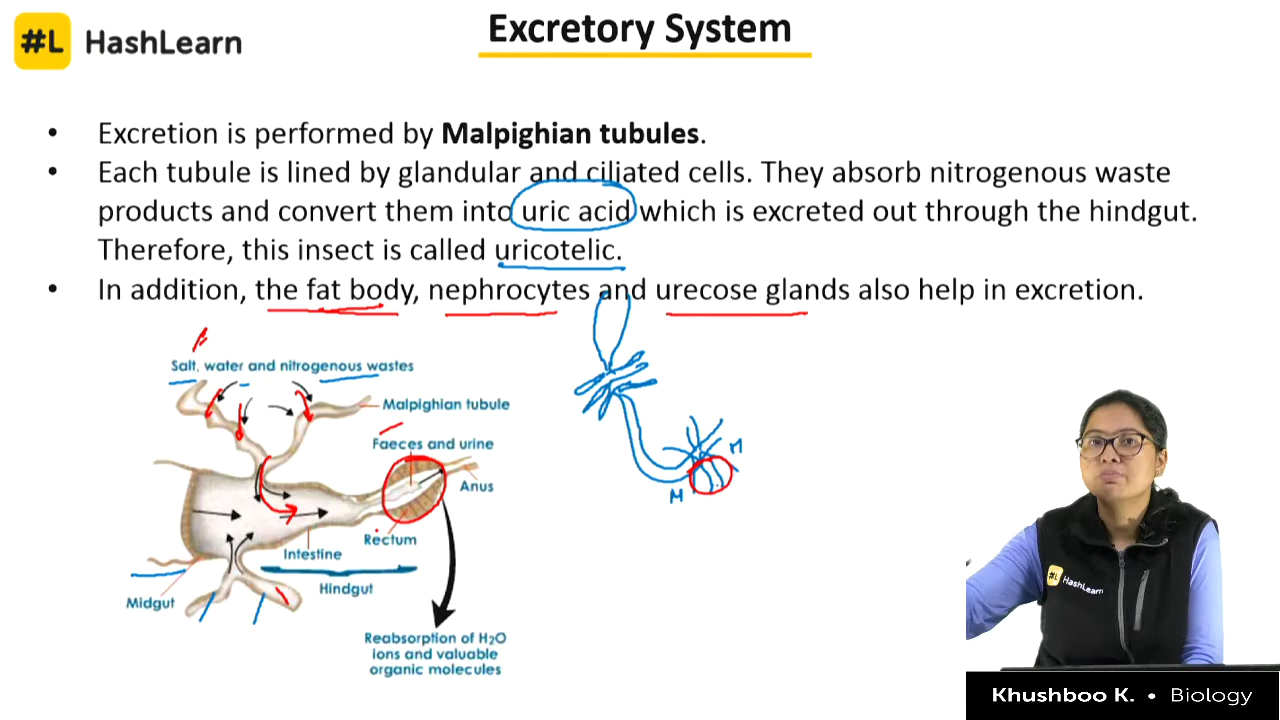 #L HashLearn
Excretory System
• Excretion is performed by Malpighian tubules.
• Each tubule is lined by glandular and ciliated cells. They absorb nitrogenous waste
products and convert them into uric acid which is excreted out through the hindgut.
Therefore, this insect is called uricotelic.
• In addition, the fat body, nephrocytes and urecose glands also help in excretion.
Salt, water and nitrogenous wastes
Malpighian tubule
Faeces and urine
Anus
Rectum
Intestine
Hindgut
Midgut
Reabsorption of H₂O
ions and valuable
organic molecules
M
M
#L HashLearn
Khushboo K. • Biology